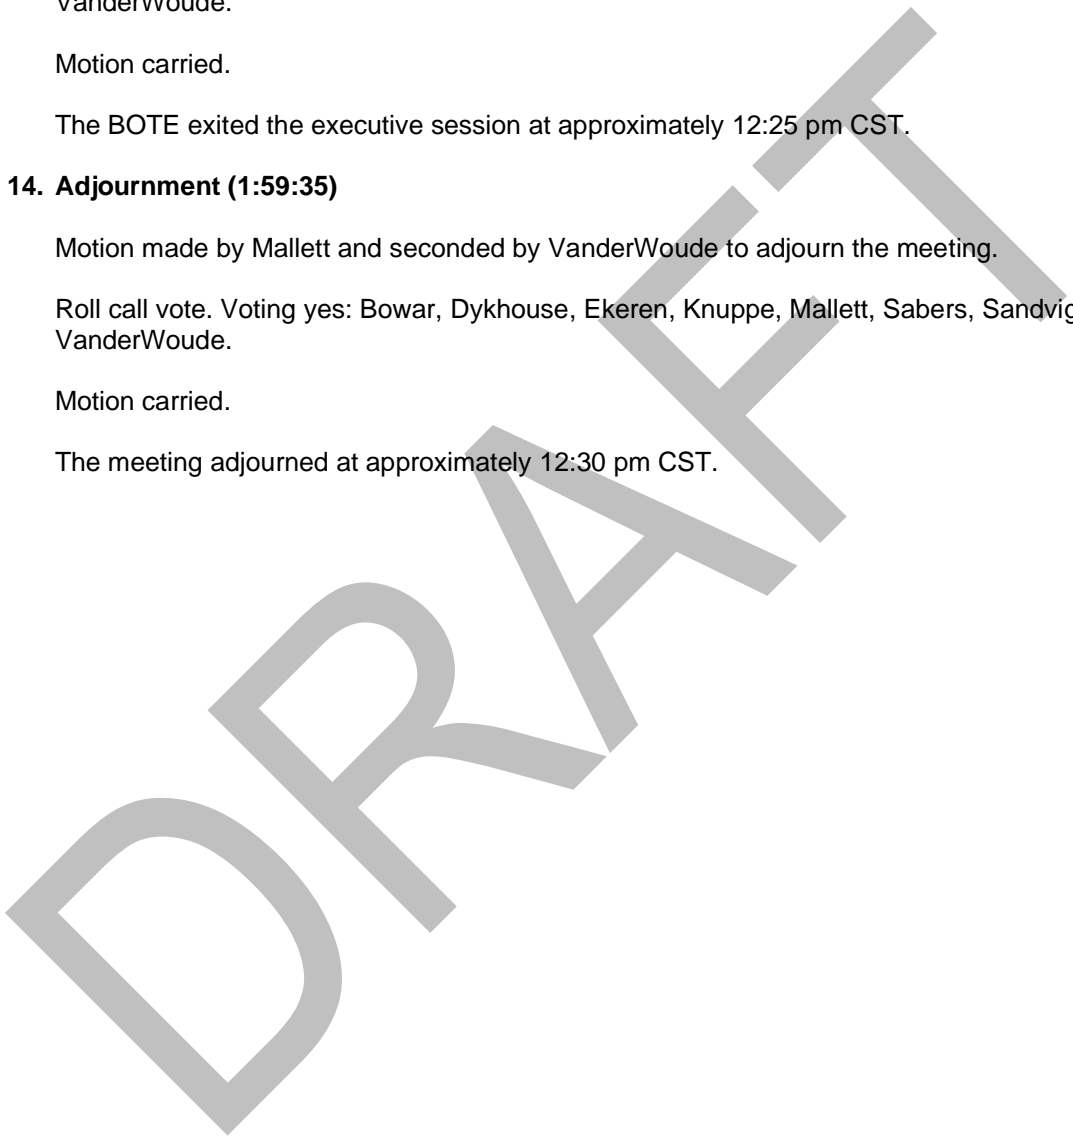 VanderWoude.
Motion carried.
The BOTE exited the executive session at approximately 12:25 pm CST.
14. Adjournment (1:59:35)
Motion made by Mallett and seconded by VanderWoude to adjourn the meeting.
Roll call vote. Voting yes: Bowar, Dykhouse, Ekeren, Knuppe, Mallett, Sabers, Sandvig
VanderWoude.
Motion carried.
The meeting adjourned at approximately 12:30 pm CST.
DRAFT